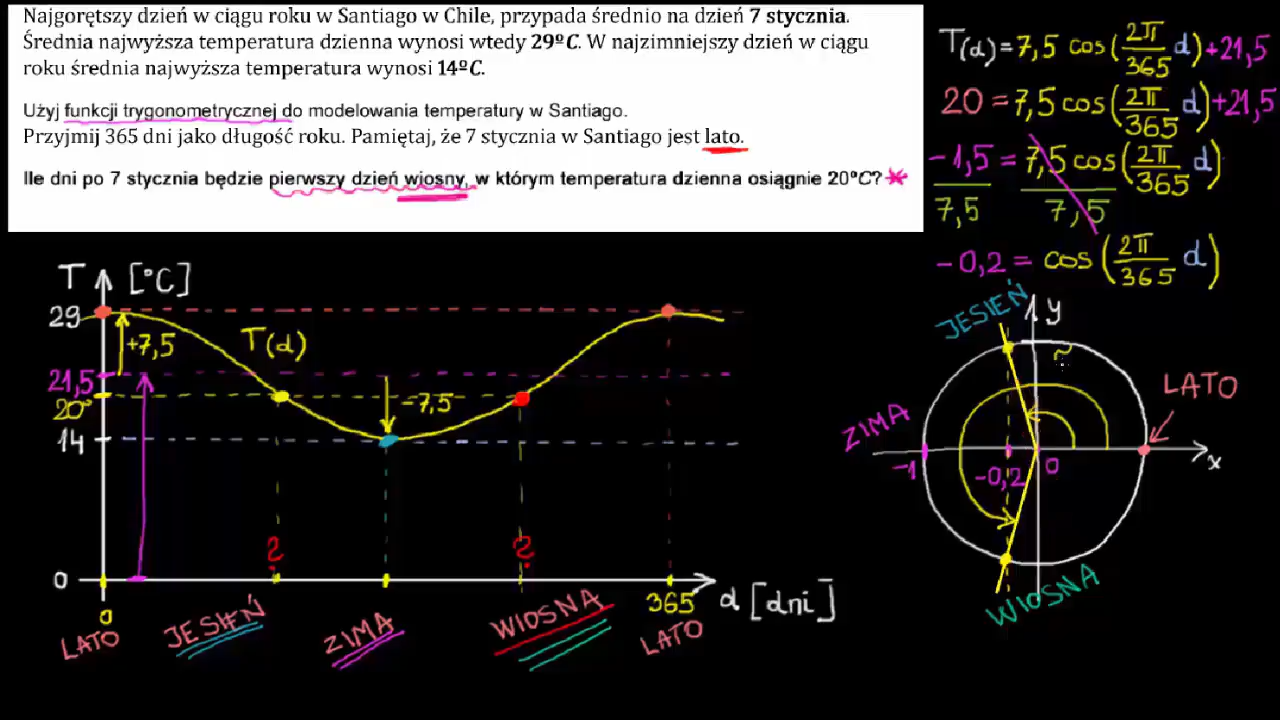 Najgorętszy dzień w ciągu roku w Santiago w Chile, przypada średnio na dzień 7 stycznia.
Średnia najwyższa temperatura dzienna wynosi wtedy 29ºC. W najzimniejszy dzień w ciągu
roku średnia najwyższa temperatura wynosi 14ºC.
Użyj funkcji trygonometrycznej do modelowania temperatury w Santiago.
Przyjmij 365 dni jako długość roku. Pamiętaj, że 7 stycznia w Santiago jest lato.
Ile dni po 7 stycznia będzie pierwszy dzień wiosny, w którym temperatura dzienna osiągnie 20ºC?*
T(d)=7,5 cos(2π/365 d)+21,5
20=7,5cos(2π/365 d)+21,5
-1,5/7,5 = 7,5cos(2π/365 d)/7,5
-0,2 = cos(2π/365 d)
T [°C]
29
+7,5
T(d)
21,5
20°
-7,5
14
0
?
?
0
365
d [dni]
LATO
JESIEŃ
ZIMA
WIOSNA
LATO
JESIEŃ
y
LATO
ZIMA
-1
-0,2
0
x
WIOSNA